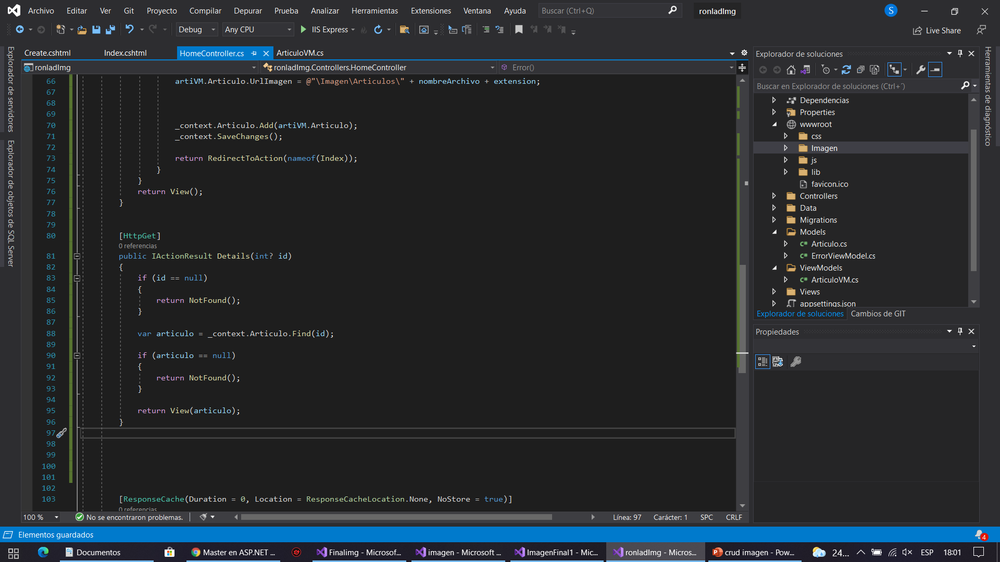 Archivo Editar Ver Git Proyecto Compilar Depurar Prueba Analizar Herramientas Extensiones Ventana Ayuda Buscar (Ctrl+Q) ronladImg S
Debug Any CPU IIS Express Live Share
Explorador de servidores
Explorador de objetos de SQL Server
Create.cshtml Index.cshtml HomeController.cs ArticuloVM.cs
ronladImg ronladImg.Controllers.HomeController Error()
66 artiVM.Articulo.UrlImagen = @"\Imagen\Articulos\" + nombreArchivo + extension;
67
68
69
70 _context.Articulo.Add(artiVM.Articulo);
71 _context.SaveChanges();
72
73 return RedirectToAction(nameof(Index));
74 }
75 }
76 return View();
77 }
78
79
80 [HttpGet]
0 referencias
81 public IActionResult Details(int? id)
82 {
83 if (id == null)
84 {
85 return NotFound();
86 }
87
88 var articulo = _context.Articulo.Find(id);
89
90 if (articulo == null)
91 {
92 return NotFound();
93 }
94
95 return View(articulo);
96 }
97
98
99
100
101
102
103 [ResponseCache(Duration = 0, Location = ResponseCacheLocation.None, NoStore = true)]
0 referencias
100 % No se encontraron problemas. Línea: 97 Carácter: 1 SPC CRLF
Explorador de soluciones
Buscar en Explorador de soluciones (Ctrl+´)
Dependencias
Properties
wwwroot
css
Imagen
js
lib
favicon.ico
Controllers
Data
Migrations
Models
C# Articulo.cs
C# ErrorViewModel.cs
ViewModels
C# ArticuloVM.cs
Views
appsettings.json
Explorador de soluciones Cambios de GIT
Propiedades
Herramientas de diagnóstico
Elementos guardados 4
Documentos Master en ASP.NET ... FinaIimg - Microsof... imagen - Microsoft ... ImagenFinal1 - Mic... ronladImg - Micros... crud imagen - Pow... 24... ESP 18:01